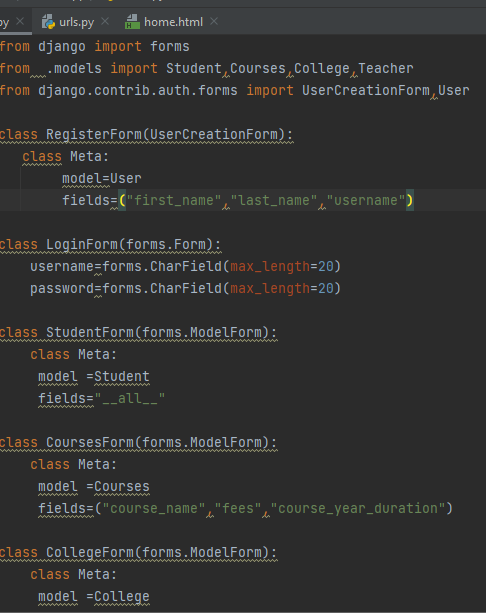 py × urls.py × home.html ×
from django import forms
from .models import Student,Courses,College,Teacher
from django.contrib.auth.forms import UserCreationForm,User
class RegisterForm(UserCreationForm):
class Meta:
model=User
fields=("first_name","last_name","username")
class LoginForm(forms.Form):
username=forms.CharField(max_length=20)
password=forms.CharField(max_length=20)
class StudentForm(forms.ModelForm):
class Meta:
model =Student
fields="__all__"
class CoursesForm(forms.ModelForm):
class Meta:
model =Courses
fields=("course_name","fees","course_year_duration")
class CollegeForm(forms.ModelForm):
class Meta:
model =College